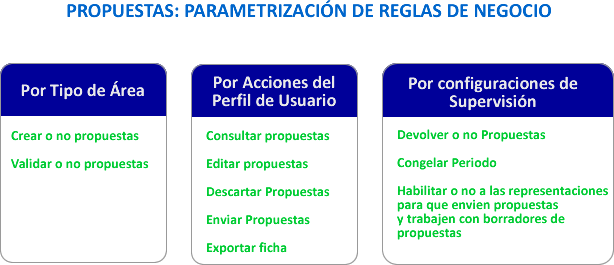 PROPUESTAS: PARAMETRIZACIÓN DE REGLAS DE NEGOCIO
Por Tipo de Área
Crear o no propuestas
Validar o no propuestas
Por Acciones del
Perfil de Usuario
Consultar propuestas
Editar propuestas
Descartar Propuestas
Enviar Propuestas
Exportar ficha
Por configuraciones de
Supervisión
Devolver o no Propuestas
Congelar Periodo
Habilitar o no a las representaciones
para que envien propuestas
y trabajen con borradores de
propuestas